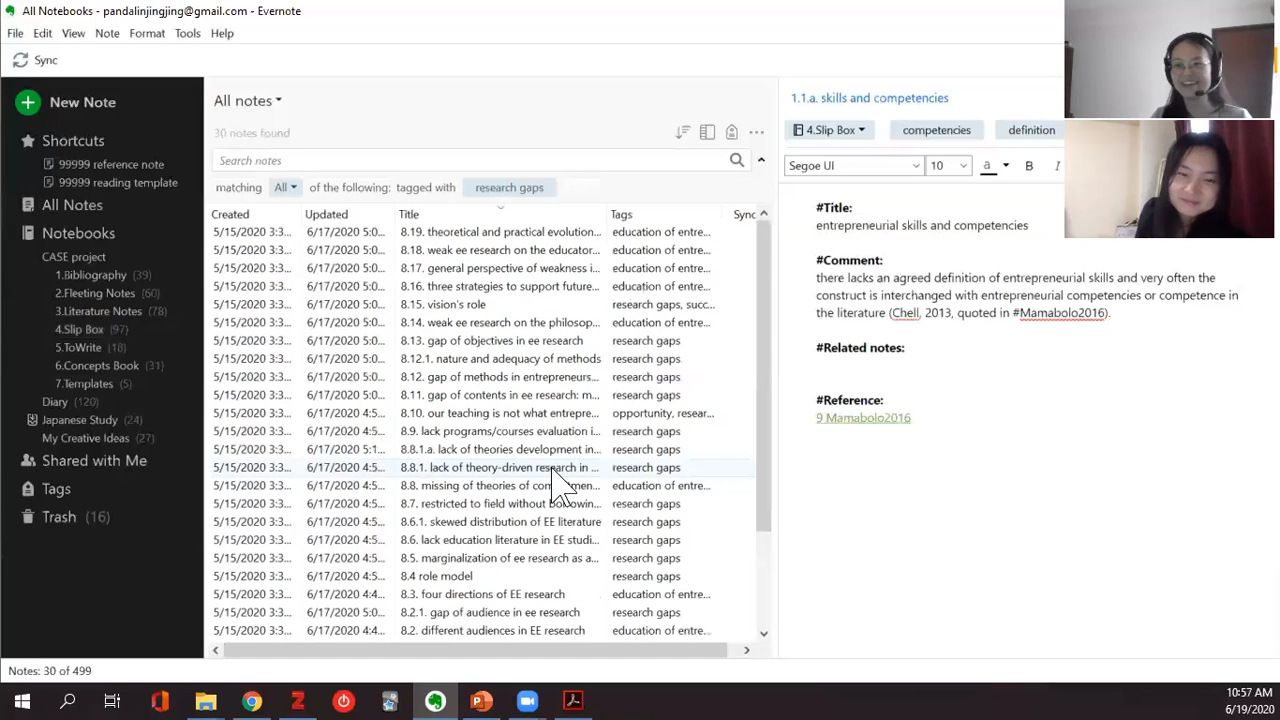 All Notebooks - pandalinjingjing@gmail.com - Evernote
File Edit View Note Format Tools Help
Sync
New Note
Shortcuts
99999 reference note
99999 reading template
All Notes
Notebooks
CASE project
1.Bibliography (39)
2.Fleeting Notes (60)
3.Literature Notes (78)
4.Slip Box (97)
5.ToWrite (18)
6.Concepts Book (31)
7.Templates (5)
Diary (120)
Japanese Study (24)
My Creative Ideas (27)
Shared with Me
Tags
Trash (16)
All notes
30 notes found
Search notes
matching All of the following: tagged with research gaps
Created Updated Title Tags Sync
5/15/2020 3:3... 6/17/2020 5:0... 8.19. theoretical and practical evolution... education of entre...
5/15/2020 3:3... 6/17/2020 5:0... 8.18. weak ee research on the educator... education of entre...
5/15/2020 3:3... 6/17/2020 5:0... 8.17. general perspective of weakness i... education of entre...
5/15/2020 3:3... 6/17/2020 5:0... 8.16. three strategies to support future... education of entre...
5/15/2020 3:3... 6/17/2020 5:0... 8.15. vision's role research gaps, succ...
5/15/2020 3:3... 6/17/2020 5:0... 8.14. weak ee research on the philosop... education of entre...
5/15/2020 3:3... 6/17/2020 5:0... 8.13. gap of objectives in ee research research gaps
5/15/2020 3:3... 6/17/2020 5:0... 8.12.1. nature and adequacy of methods research gaps
5/15/2020 3:3... 6/17/2020 5:0... 8.12. gap of methods in entrepreneurs... research gaps
5/15/2020 3:3... 6/17/2020 5:0... 8.11. gap of contents in ee research: m... research gaps
5/15/2020 3:3... 6/17/2020 4:5... 8.10. our teaching is not what entrepre... opportunity, resear...
5/15/2020 3:3... 6/17/2020 4:5... 8.9. lack programs/courses evaluation i... research gaps
5/15/2020 3:3... 6/17/2020 5:1... 8.8.1.a. lack of theories development in... research gaps
5/15/2020 3:3... 6/17/2020 4:5... 8.8.1. lack of theory-driven research in ... research gaps
5/15/2020 3:3... 6/17/2020 4:5... 8.8. missing of theories of education of entre...
5/15/2020 3:3... 6/17/2020 4:5... 8.7. restricted to field without research gaps
5/15/2020 3:3... 6/17/2020 4:5... 8.6.1. skewed distribution of EE literature research gaps
5/15/2020 3:3... 6/17/2020 4:5... 8.6. lack education literature in EE studi... research gaps
5/15/2020 3:3... 6/17/2020 4:5... 8.5. marginalization of ee research as a... research gaps
5/15/2020 3:3... 6/17/2020 4:5... 8.4 role model research gaps
5/15/2020 3:3... 6/17/2020 4:4... 8.3. four directions of EE research education of entre...
5/15/2020 3:3... 6/17/2020 5:0... 8.2.1. gap of audience in ee research research gaps
5/15/2020 3:3... 6/17/2020 4:4... 8.2. different audiences in EE research education of entre...
Notes: 30 of 499
1.1.a. skills and competencies
4.Slip Box competencies definition
Segoe UI 10 a B I
#Title:
entrepreneurial skills and competencies
#Comment:
there lacks an agreed definition of entrepreneurial skills and very often the
construct is interchanged with entrepreneurial competencies or competence in
the literature (Chell, 2013, quoted in #Mamabolo2016).
#Related notes:
#Reference:
9 Mamabolo2016
10:57 AM
6/19/2020